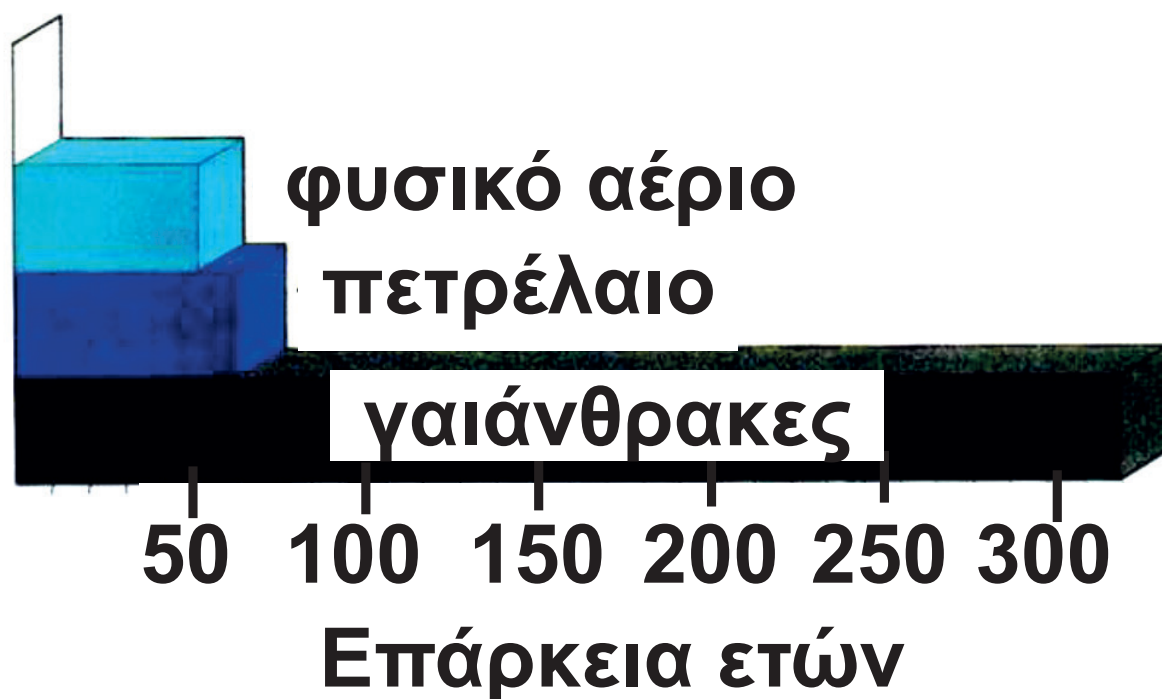 φυσικό αέριο
πετρέλαιο
γαιάνθρακες
50 100 150 200 250 300
Επάρκεια ετών